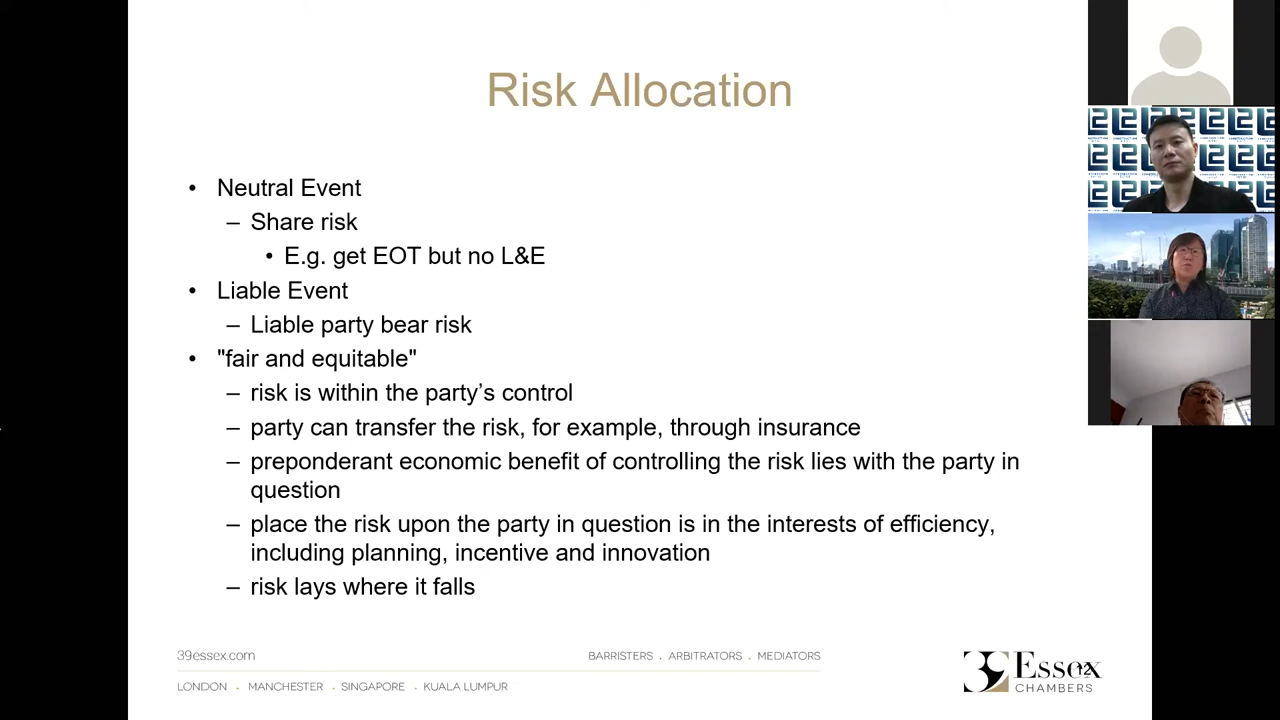 Risk Allocation
• Neutral Event
– Share risk
• E.g. get EOT but no L&E
• Liable Event
– Liable party bear risk
• "fair and equitable"
– risk is within the party’s control
– party can transfer the risk, for example, through insurance
– preponderant economic benefit of controlling the risk lies with the party in
question
– place the risk upon the party in question is in the interests of efficiency,
including planning, incentive and innovation
– risk lays where it falls
39essex.com
BARRISTERS . ARBITRATORS . MEDIATORS
LONDON . MANCHESTER . SINGAPORE . KUALA LUMPUR
39 Essex
CHAMBERS
12